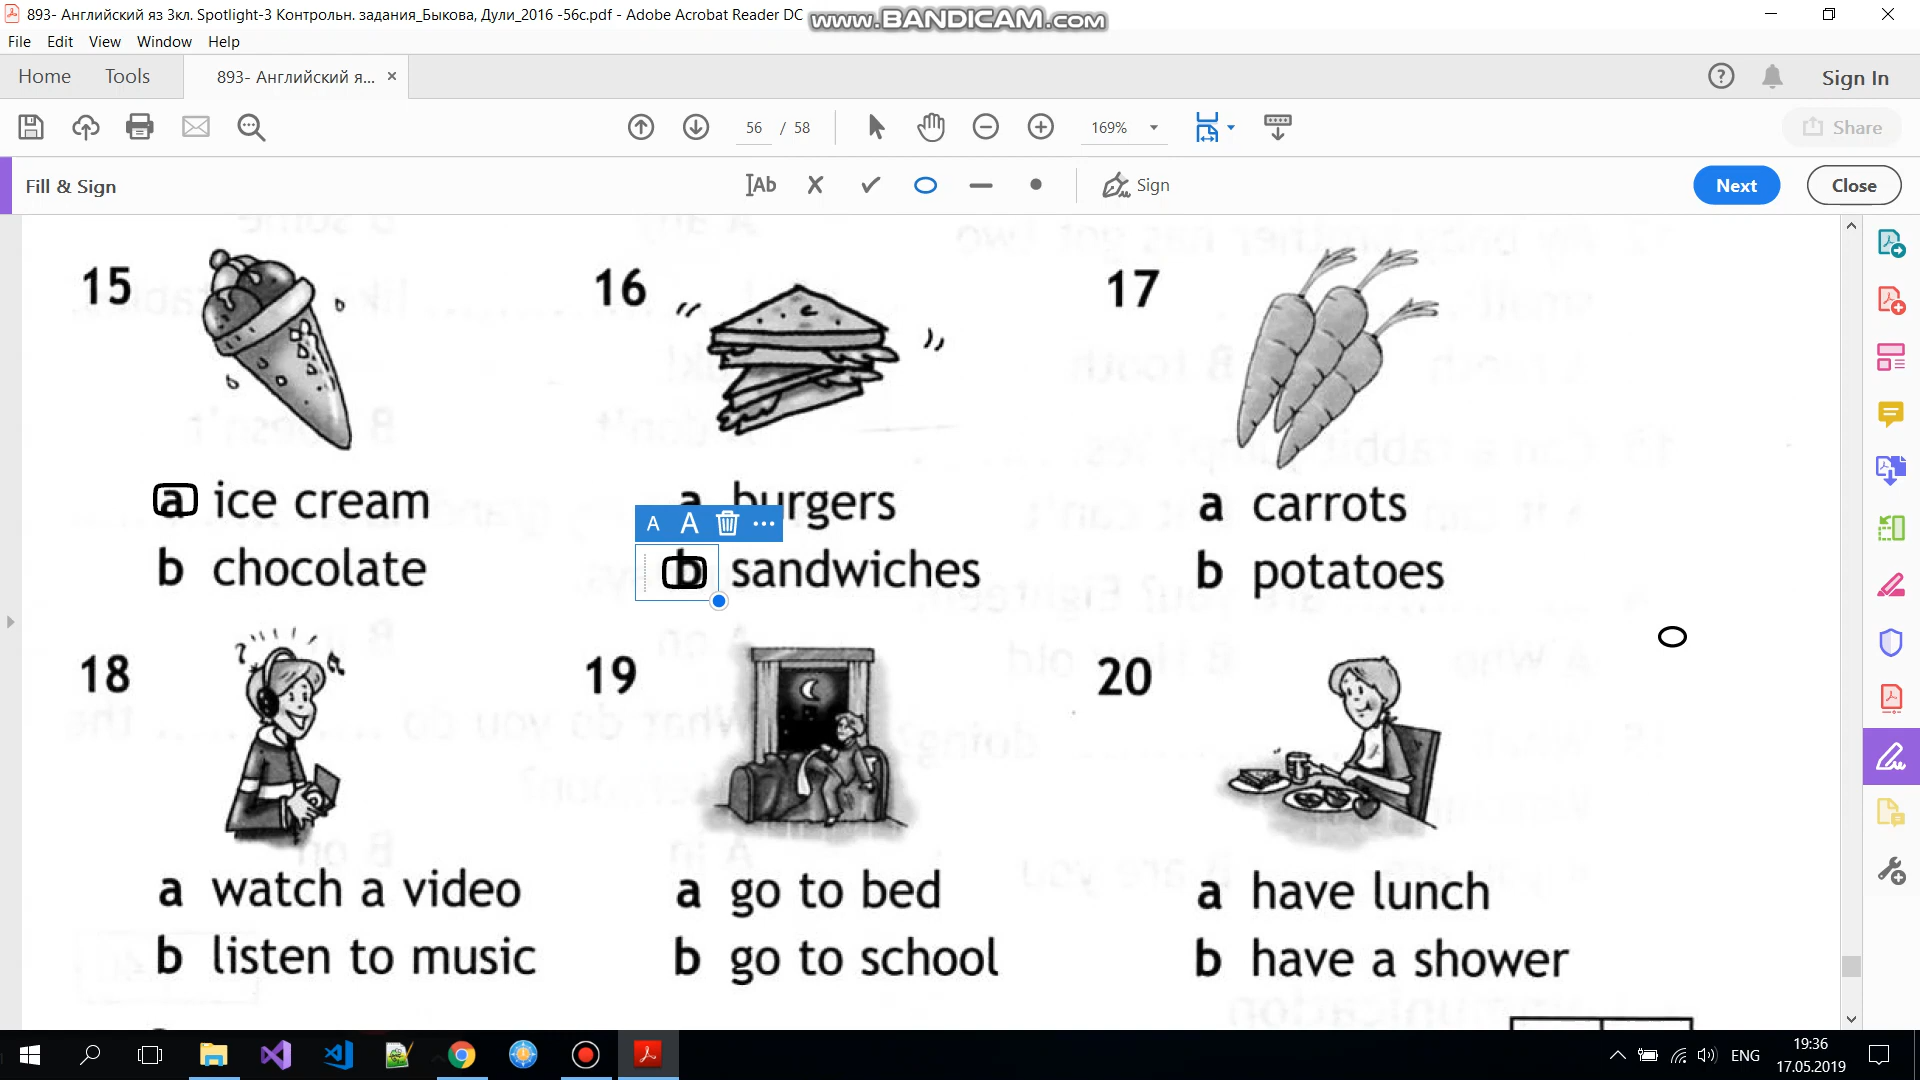 893- Английский яз 3кл. Spotlight-3 Контрольн. задания_Быкова, Дули_2016 -56с.pdf - Adobe Acrobat Reader DC
www.BANDICAM.com
File Edit View Window Help
Home Tools 893- Английский я... ×
? Sign In
56 / 58 169% Share
Fill & Sign Ab Sign Next Close
15 16 17
a ice cream a burgers a carrots
A A
b chocolate b sandwiches b potatoes
18 19 20
a watch a video a go to bed a have lunch
b listen to music b go to school b have a shower
ENG 19:36
17.05.2019